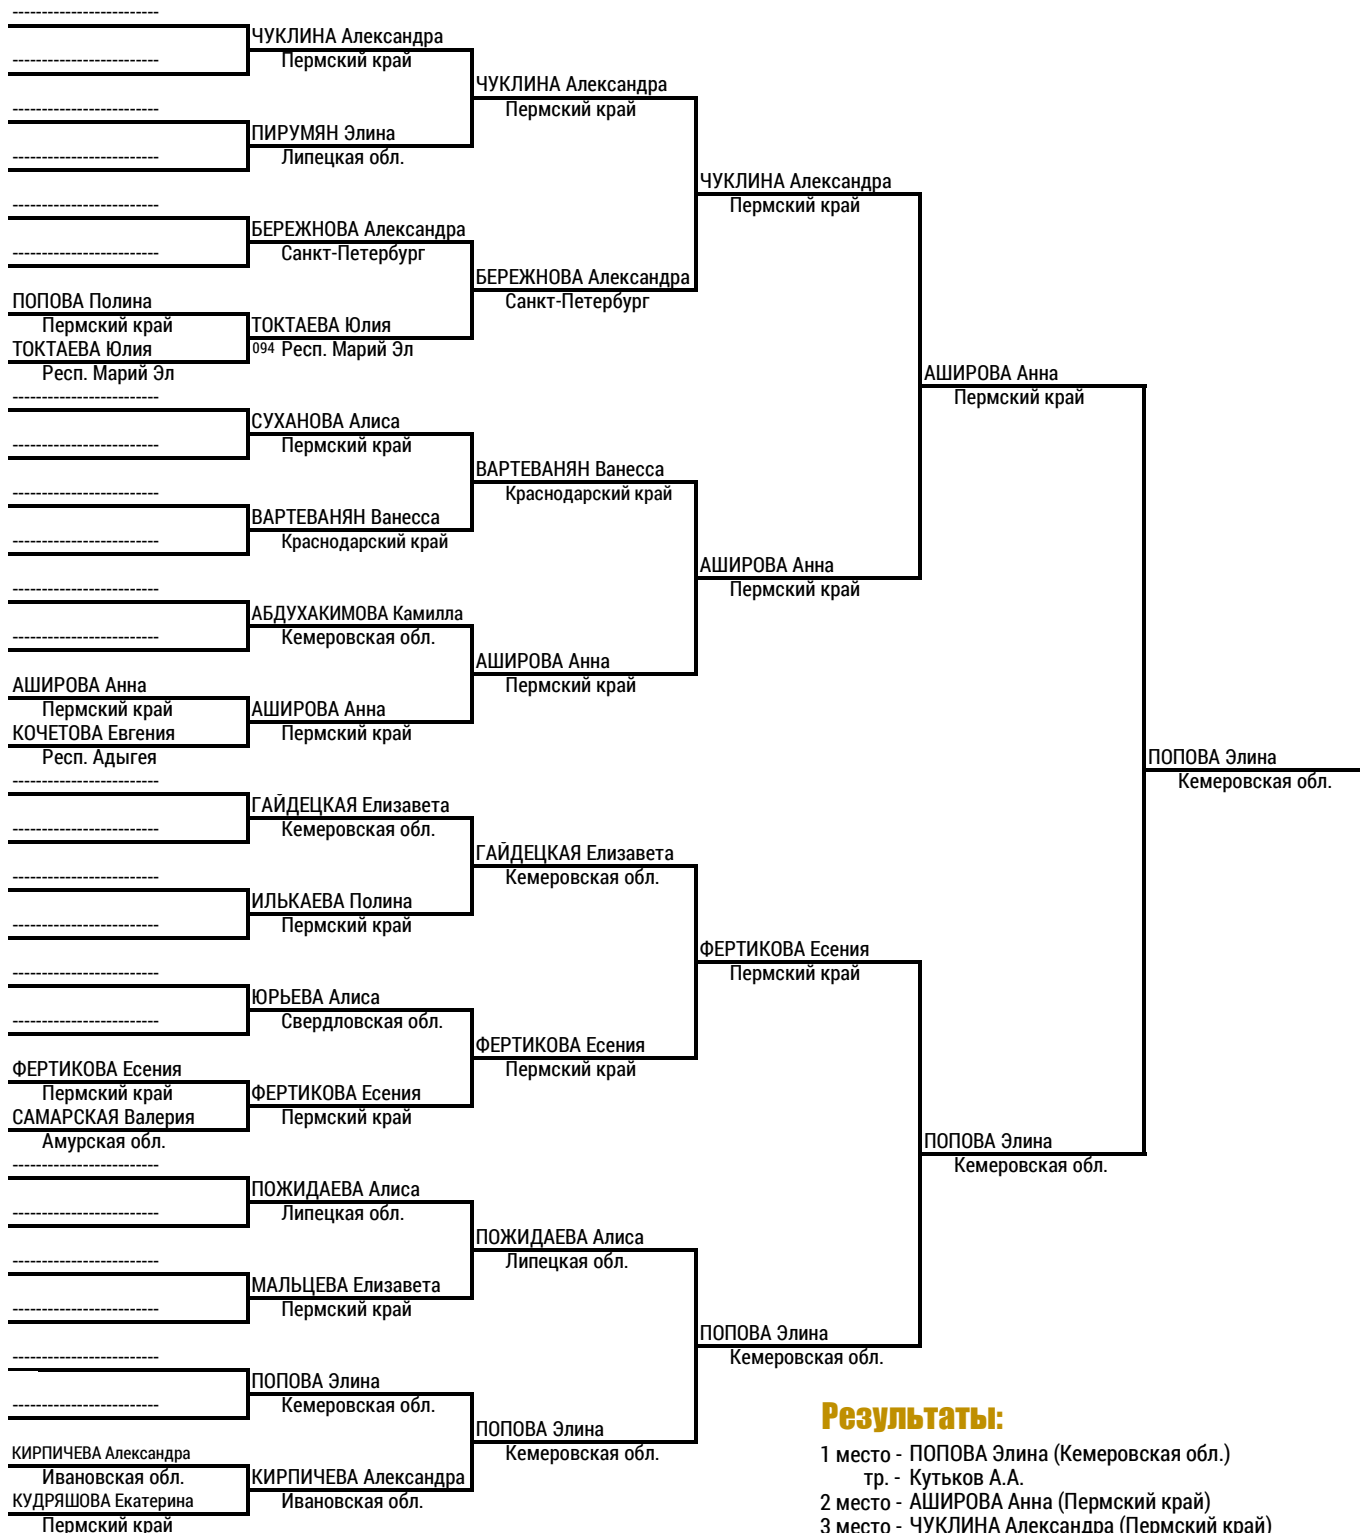 -------------------------
-------------------------
-------------------------
-------------------------
-------------------------
-------------------------
ПОПОВА Полина
Пермский край
ТОКТАЕВА Юлия
Респ. Марий Эл
-------------------------
-------------------------
-------------------------
-------------------------
-------------------------
-------------------------
АШИРОВА Анна
Пермский край
КОЧЕТОВА Евгения
Респ. Адыгея
-------------------------
-------------------------
-------------------------
-------------------------
-------------------------
-------------------------
ФЕРТИКОВА Есения
Пермский край
САМАРСКАЯ Валерия
Амурская обл.
-------------------------
-------------------------
-------------------------
-------------------------
-------------------------
-------------------------
КИРПИЧЕВА Александра
Ивановская обл.
КУДРЯШОВА Екатерина
Пермский край
ЧУКЛИНА Александра
Пермский край
ПИРУМЯН Элина
Липецкая обл.
БЕРЕЖНОВА Александра
Санкт-Петербург
ТОКТАЕВА Юлия
094 Респ. Марий Эл
СУХАНОВА Алиса
Пермский край
ВАРТЕВАНЯН Ванесса
Краснодарский край
АБДУХАКИМОВА Камилла
Кемеровская обл.
АШИРОВА Анна
Пермский край
ГАЙДЕЦКАЯ Елизавета
Кемеровская обл.
ИЛЬКАЕВА Полина
Пермский край
ЮРЬЕВА Алиса
Свердловская обл.
ФЕРТИКОВА Есения
Пермский край
ПОЖИДАЕВА Алиса
Липецкая обл.
МАЛЬЦЕВА Елизавета
Пермский край
ПОПОВА Элина
Кемеровская обл.
КИРПИЧЕВА Александра
Ивановская обл.
ЧУКЛИНА Александра
Пермский край
БЕРЕЖНОВА Александра
Санкт-Петербург
ВАРТЕВАНЯН Ванесса
Краснодарский край
АШИРОВА Анна
Пермский край
ГАЙДЕЦКАЯ Елизавета
Кемеровская обл.
ФЕРТИКОВА Есения
Пермский край
ПОЖИДАЕВА Алиса
Липецкая обл.
ПОПОВА Элина
Кемеровская обл.
ЧУКЛИНА Александра
Пермский край
АШИРОВА Анна
Пермский край
ФЕРТИКОВА Есения
Пермский край
ПОПОВА Элина
Кемеровская обл.
АШИРОВА Анна
Пермский край
ПОПОВА Элина
Кемеровская обл.
ПОПОВА Элина
Кемеровская обл.
Результаты:
1 место - ПОПОВА Элина (Кемеровская обл.)
тр. - Кутьков А.А.
2 место - АШИРОВА Анна (Пермский край)
3 место - ЧУКЛИНА Александра (Пермский край)